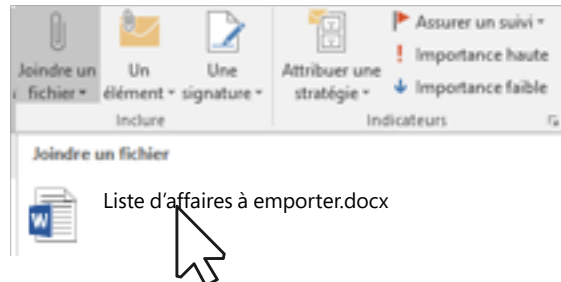 Joindre un fichier
Un élément
Une signature
Attribuer une stratégie
Assurer un suivi
Importance haute
Importance faible
Inclure
Indicateurs
Joindre un fichier
Liste d'affaires à emporter.docx